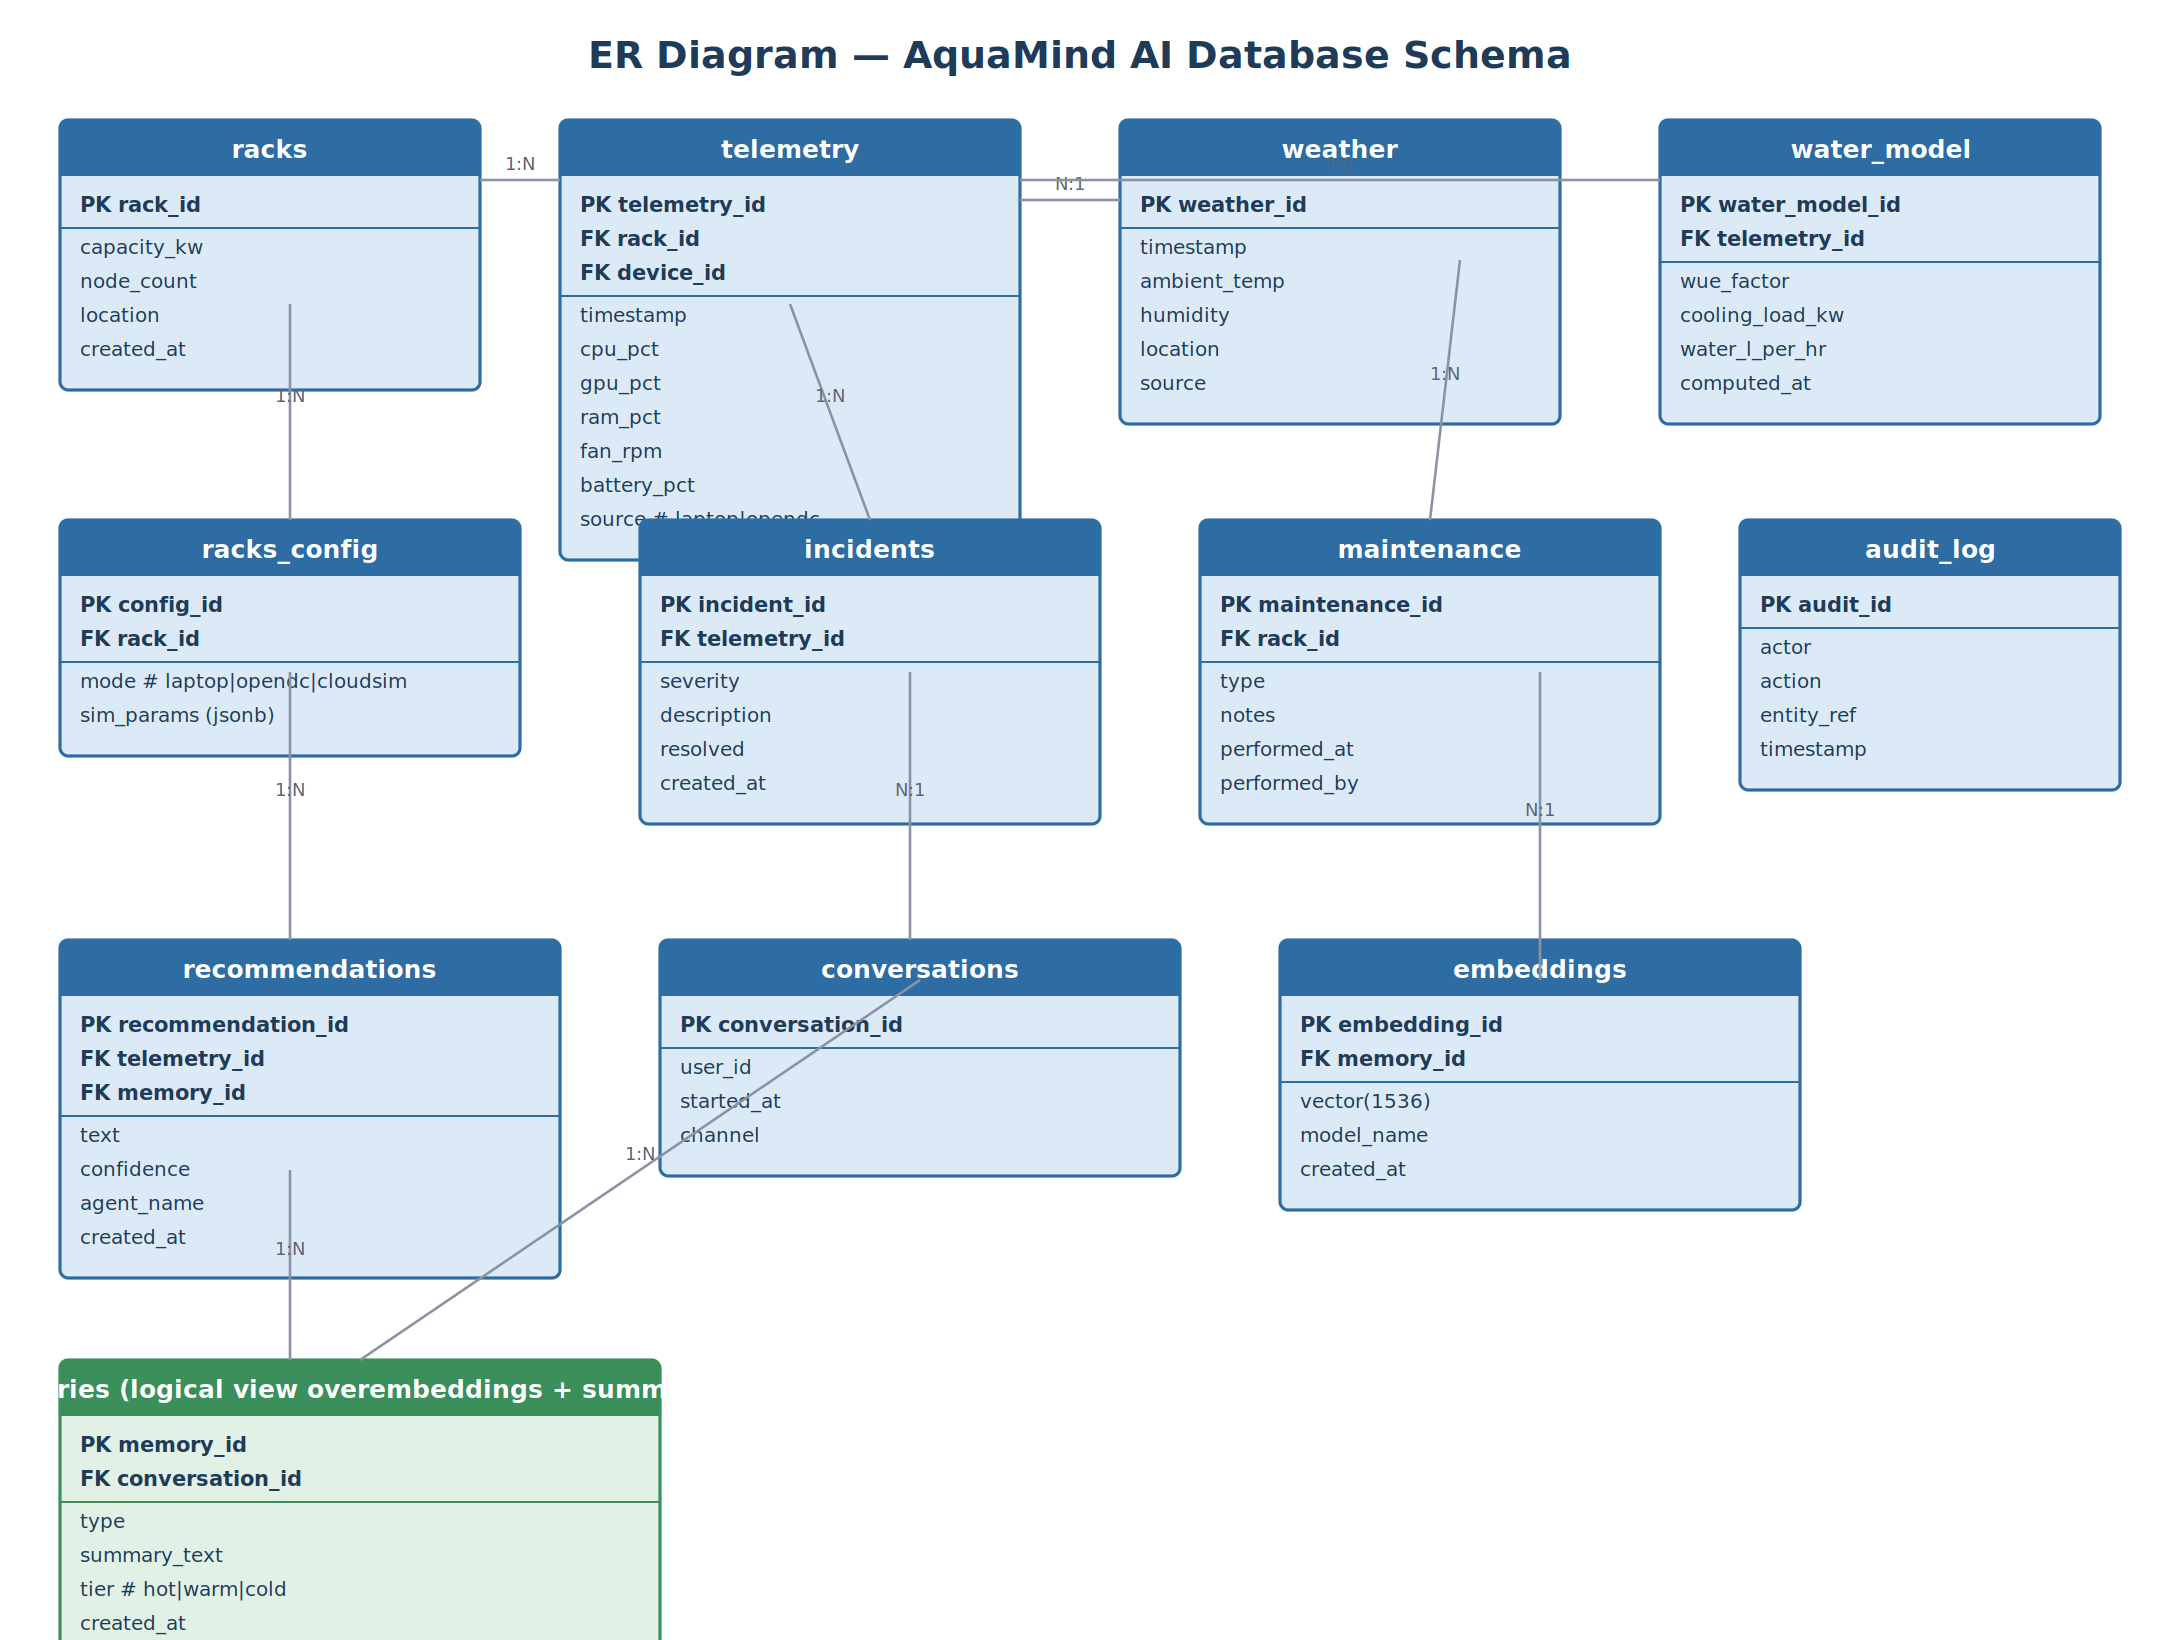 ER Diagram — AquaMind AI Database Schema
racks
PK rack_id
capacity_kw
node_count
location
created_at
1:N
telemetry
PK telemetry_id
FK rack_id
FK device_id
timestamp
cpu_pct
gpu_pct
ram_pct
fan_rpm
battery_pct
source # laptop|opendc
1:N
N:1
weather
PK weather_id
timestamp
ambient_temp
humidity
location
source
1:N
water_model
PK water_model_id
FK telemetry_id
wue_factor
cooling_load_kw
water_l_per_hr
computed_at
1:N
racks_config
PK config_id
FK rack_id
mode # laptop|opendc|cloudsim
sim_params (jsonb)
1:N
incidents
PK incident_id
FK telemetry_id
severity
description
resolved
created_at
N:1
maintenance
PK maintenance_id
FK rack_id
type
notes
performed_at
performed_by
N:1
audit_log
PK audit_id
actor
action
entity_ref
timestamp
recommendations
PK recommendation_id
FK telemetry_id
FK memory_id
text
confidence
agent_name
created_at
1:N
conversations
PK conversation_id
user_id
started_at
channel
1:N
embeddings
PK embedding_id
FK memory_id
vector(1536)
model_name
created_at
ries (logical view overembeddings + summ
PK memory_id
FK conversation_id
type
summary_text
tier # hot|warm|cold
created_at